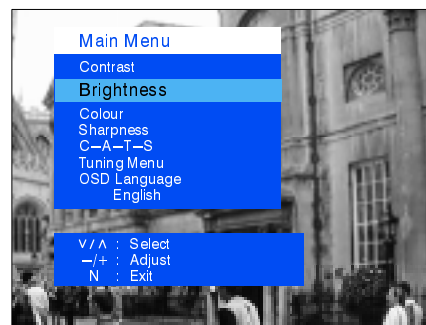 Main Menu
Contrast
Brightness
Colour
Sharpness
C–A–T–S
Tuning Menu
OSD Language
English
∨/∧ : Select
–/+ : Adjust
N : Exit